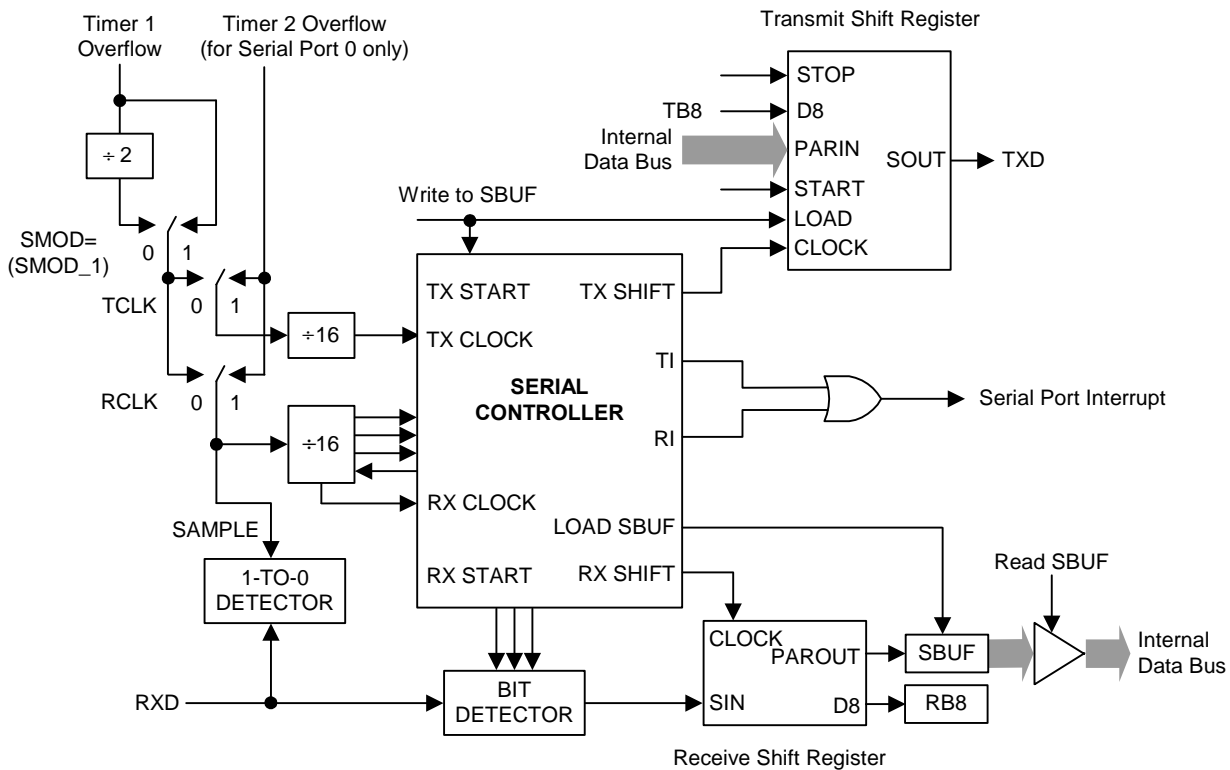 Timer 1
Overflow
Timer 2 Overflow
(for Serial Port 0 only)
Transmit Shift Register
STOP
TB8
D8
Internal
Data Bus
PARIN
SOUT
TXD
START
LOAD
CLOCK
÷ 2
Write to SBUF
SMOD=
(SMOD_1)
0 1
TCLK
0 1
÷16
TX START
TX SHIFT
TX CLOCK
TI
SERIAL
CONTROLLER
Serial Port Interrupt
RCLK
0 1
÷16
RI
RX CLOCK
LOAD SBUF
SAMPLE
RX START
RX SHIFT
Read SBUF
1-TO-0
DETECTOR
CLOCK
PAROUT
SBUF
Internal
Data Bus
RXD
BIT
DETECTOR
SIN
D8
RB8
Receive Shift Register